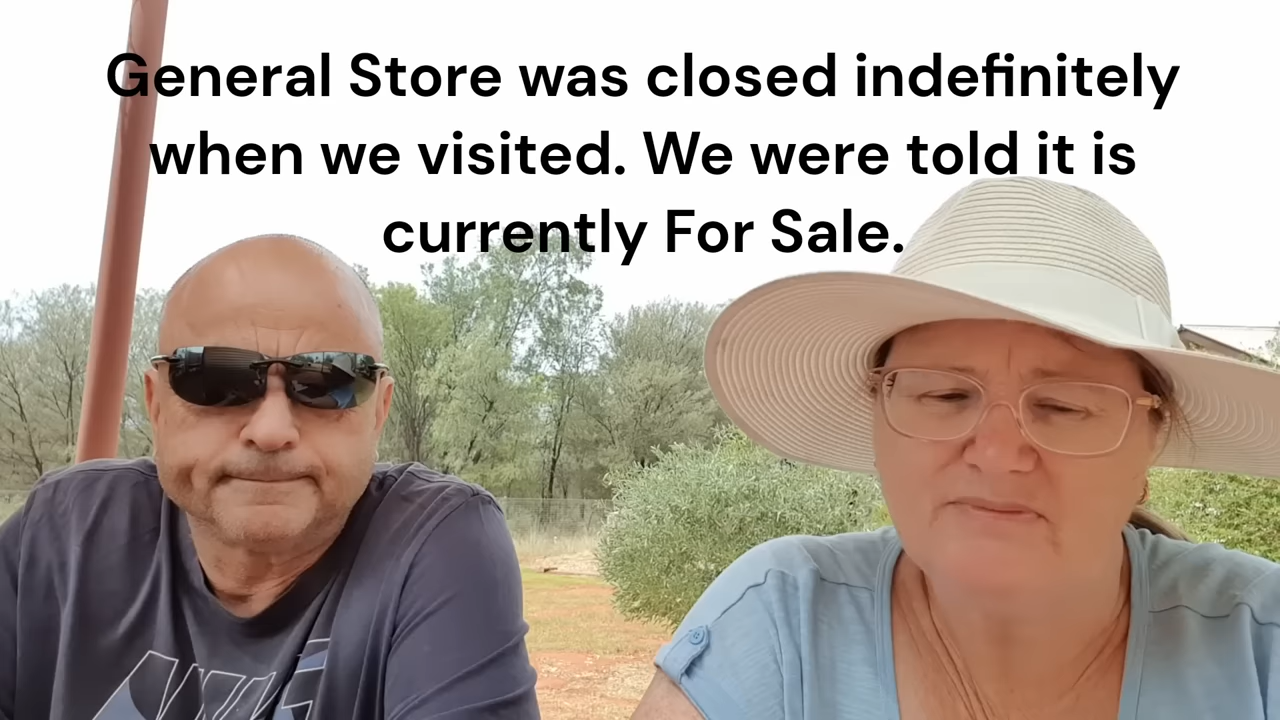 General Store was closed indefinitely
when we visited. We were told it is
currently For Sale.